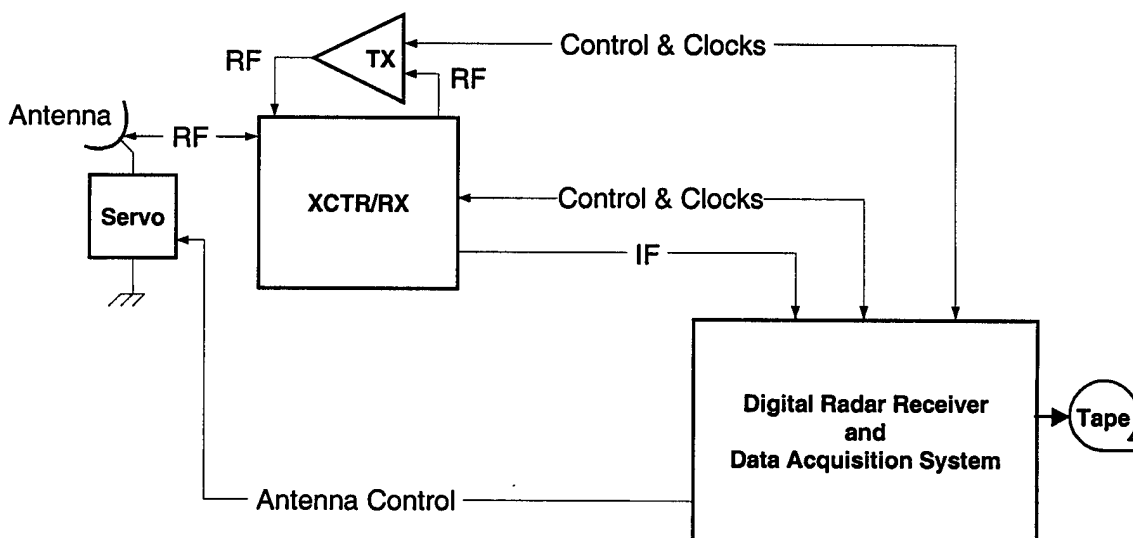 Control & Clocks
TX
RF
RF
Antenna
RF
XCTR/RX
Control & Clocks
Servo
IF
Digital Radar Receiver
and
Data Acquisition System
Tape
Antenna Control